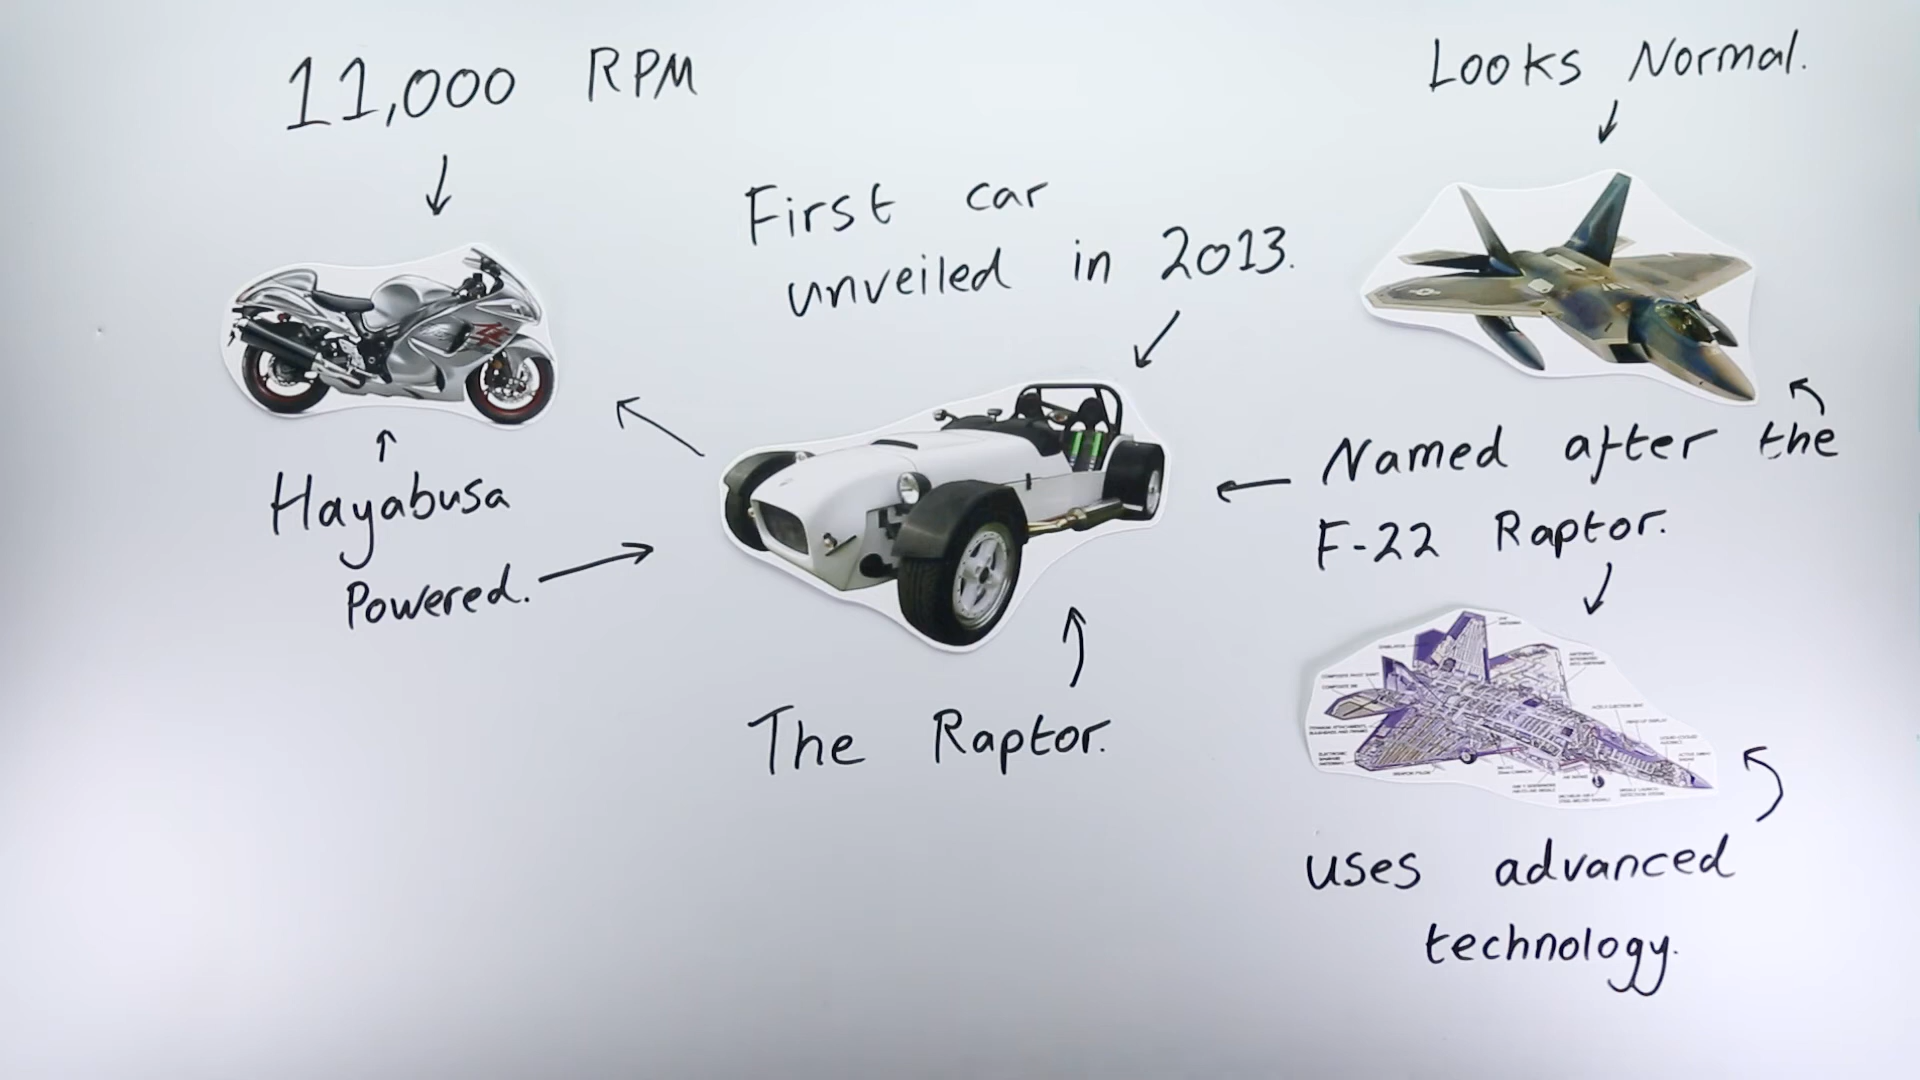 11,000 RPM
Looks Normal.
First car
unveiled in 2013.
Hayabusa
Powered.
Named after the
F-22 Raptor.
The Raptor.
uses advanced
technology.